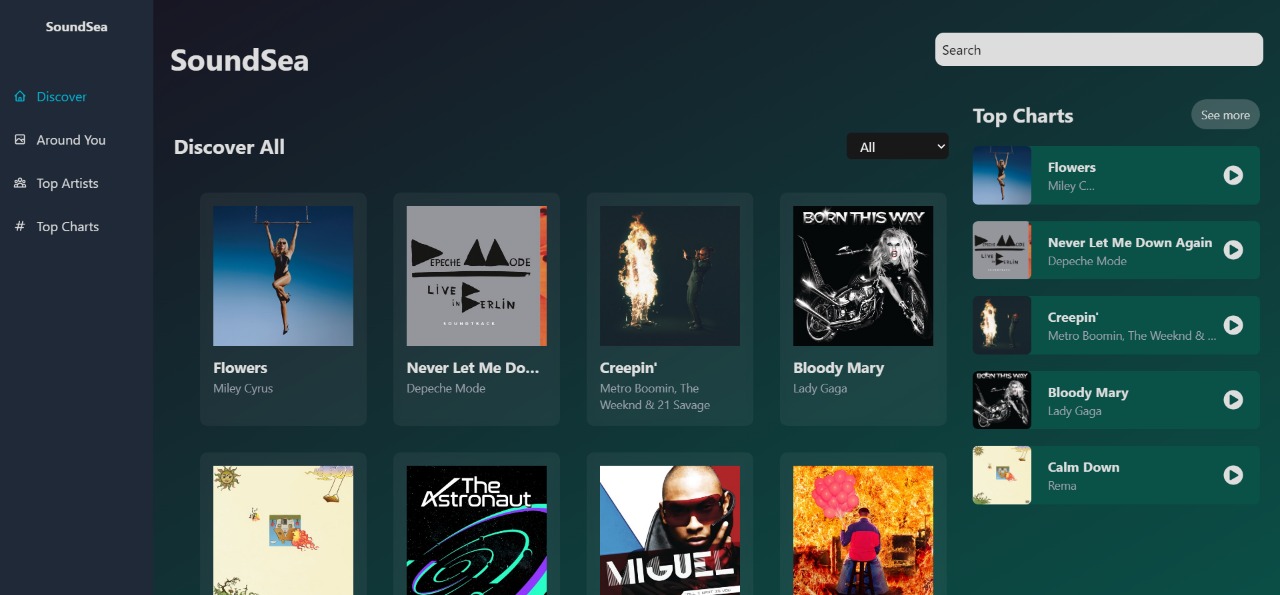 SoundSea
Discover
Around You
Top Artists
Top Charts
SoundSea
Search
Discover All
All
Flowers
Miley Cyrus
Never Let Me Do...
Depeche Mode
Creepin'
Metro Boomin, The
Weeknd & 21 Savage
Bloody Mary
Lady Gaga
DEPECHE MODE
LIVE
IN BERLIN
SOUNDTRACK
BORN THIS WAY
The
Astronaut
MIGUEL
Top Charts
See more
Flowers
Miley C...
Never Let Me Down Again
Depeche Mode
Creepin'
Metro Boomin, The Weeknd & ...
Bloody Mary
Lady Gaga
BORN THIS WAY
Calm Down
Rema